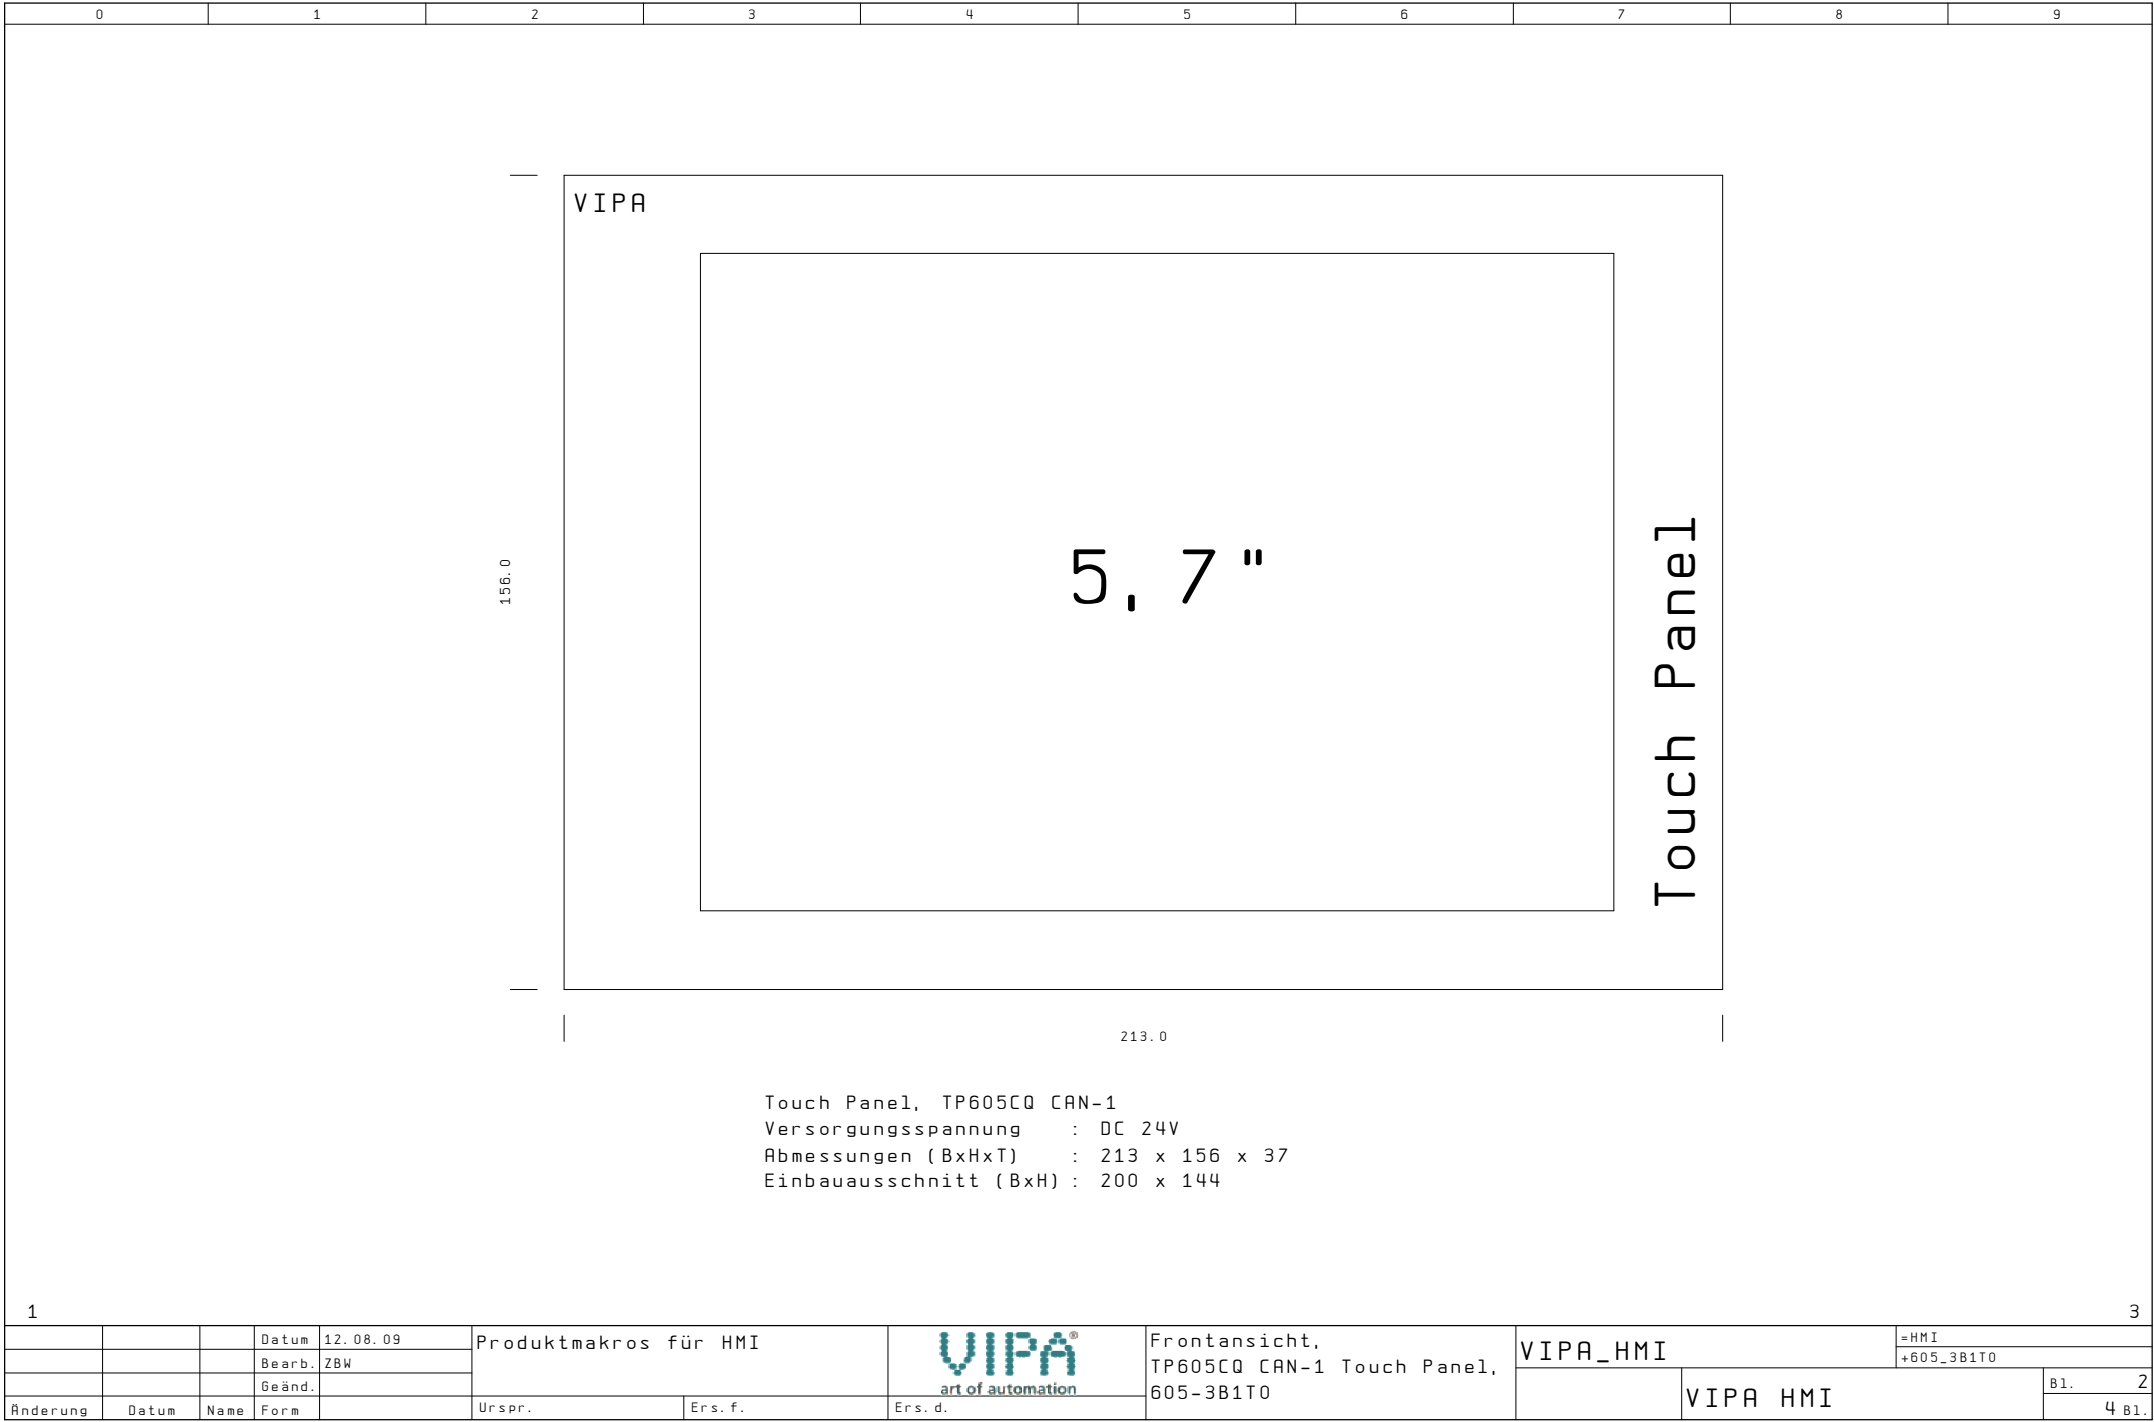 0 1 2 3 4 5 6 7 8 9
VIPA
5,7"
Touch Panel
156.0
213.0
Touch Panel, TP605CQ CAN-1
Versorgungsspannung : DC 24V
Abmessungen (BxHxT) : 213 x 156 x 37
Einbauausschnitt (BxH) : 200 x 144
1
3
Datum 12.08.09
Bearb. ZBW
Geänd.
Änderung Datum Name Form
Produktmakros für HMI
Urspr. Ers.f. Ers.d.
VIPA®
art of automation
Frontansicht,
TP605CQ CAN-1 Touch Panel,
605-3B1T0
VIPA_HMI
VIPA HMI
=HMI
+605_3B1T0
Bl. 2
4 Bl.